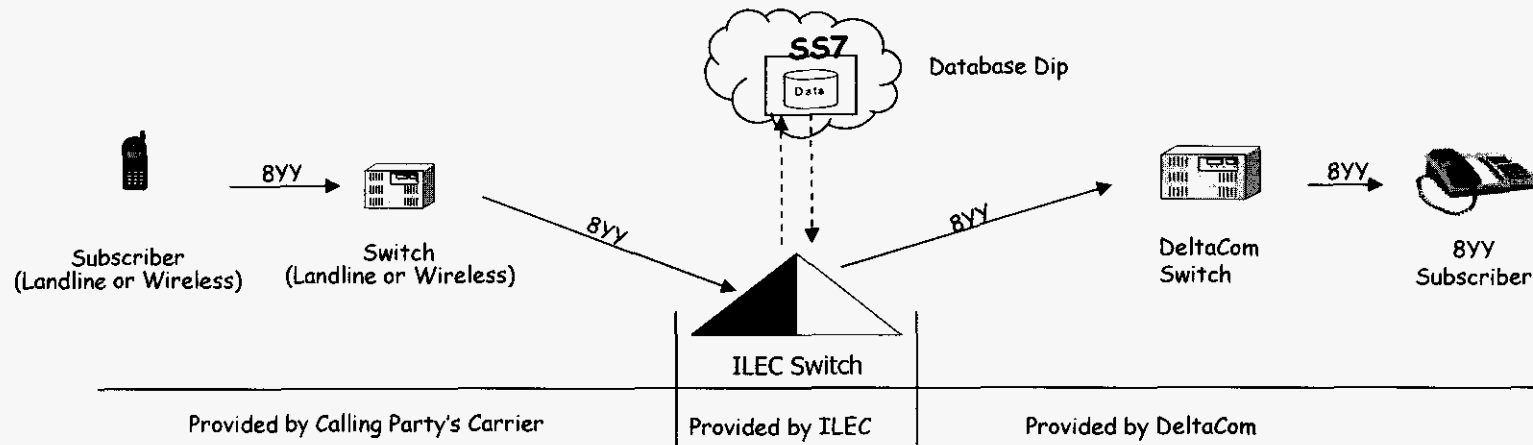 SS7
Data
Database Dip
8YY
8YY
8YY
8YY
Subscriber
(Landline or Wireless)
Switch
(Landline or Wireless)
DeltaCom
Switch
8YY
Subscriber
ILEC Switch
Provided by Calling Party's Carrier
Provided by ILEC
Provided by DeltaCom